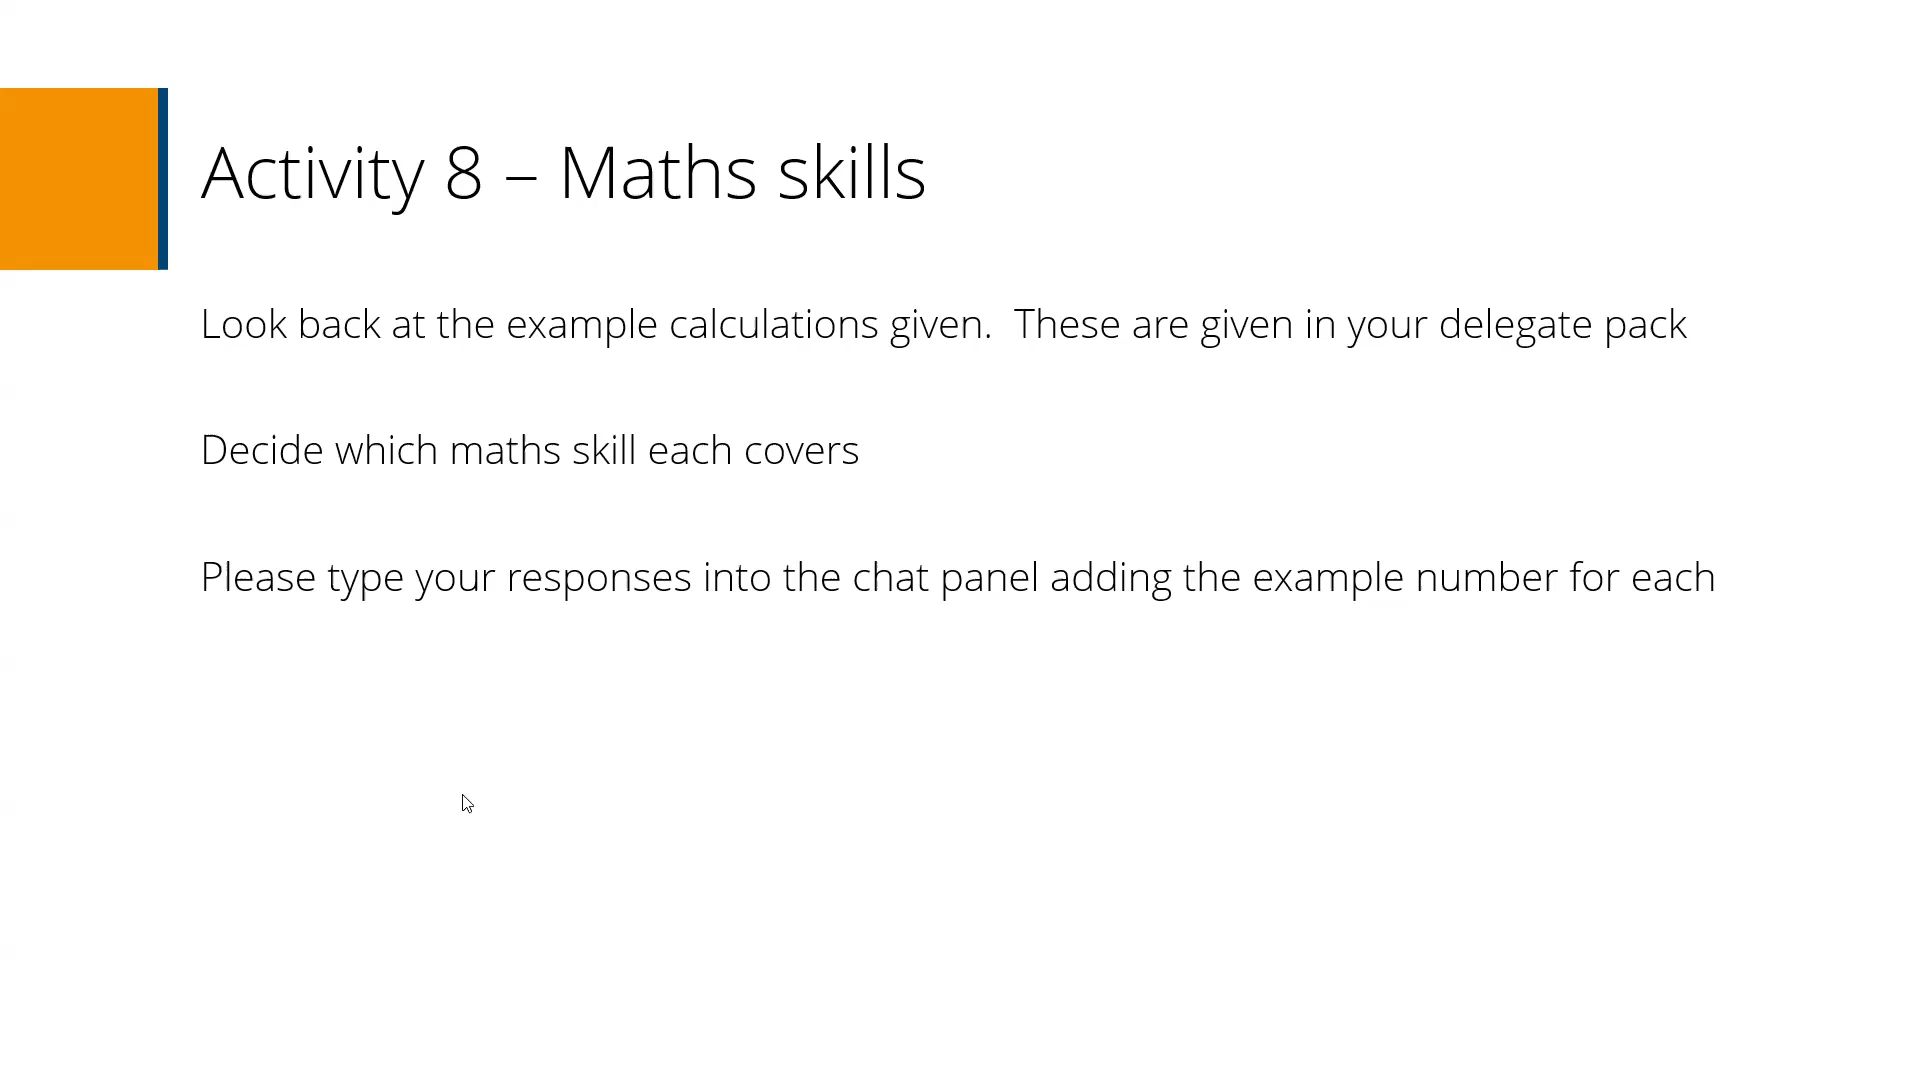 Activity 8 – Maths skills
Look back at the example calculations given.  These are given in your delegate pack
Decide which maths skill each covers
Please type your responses into the chat panel adding the example number for each